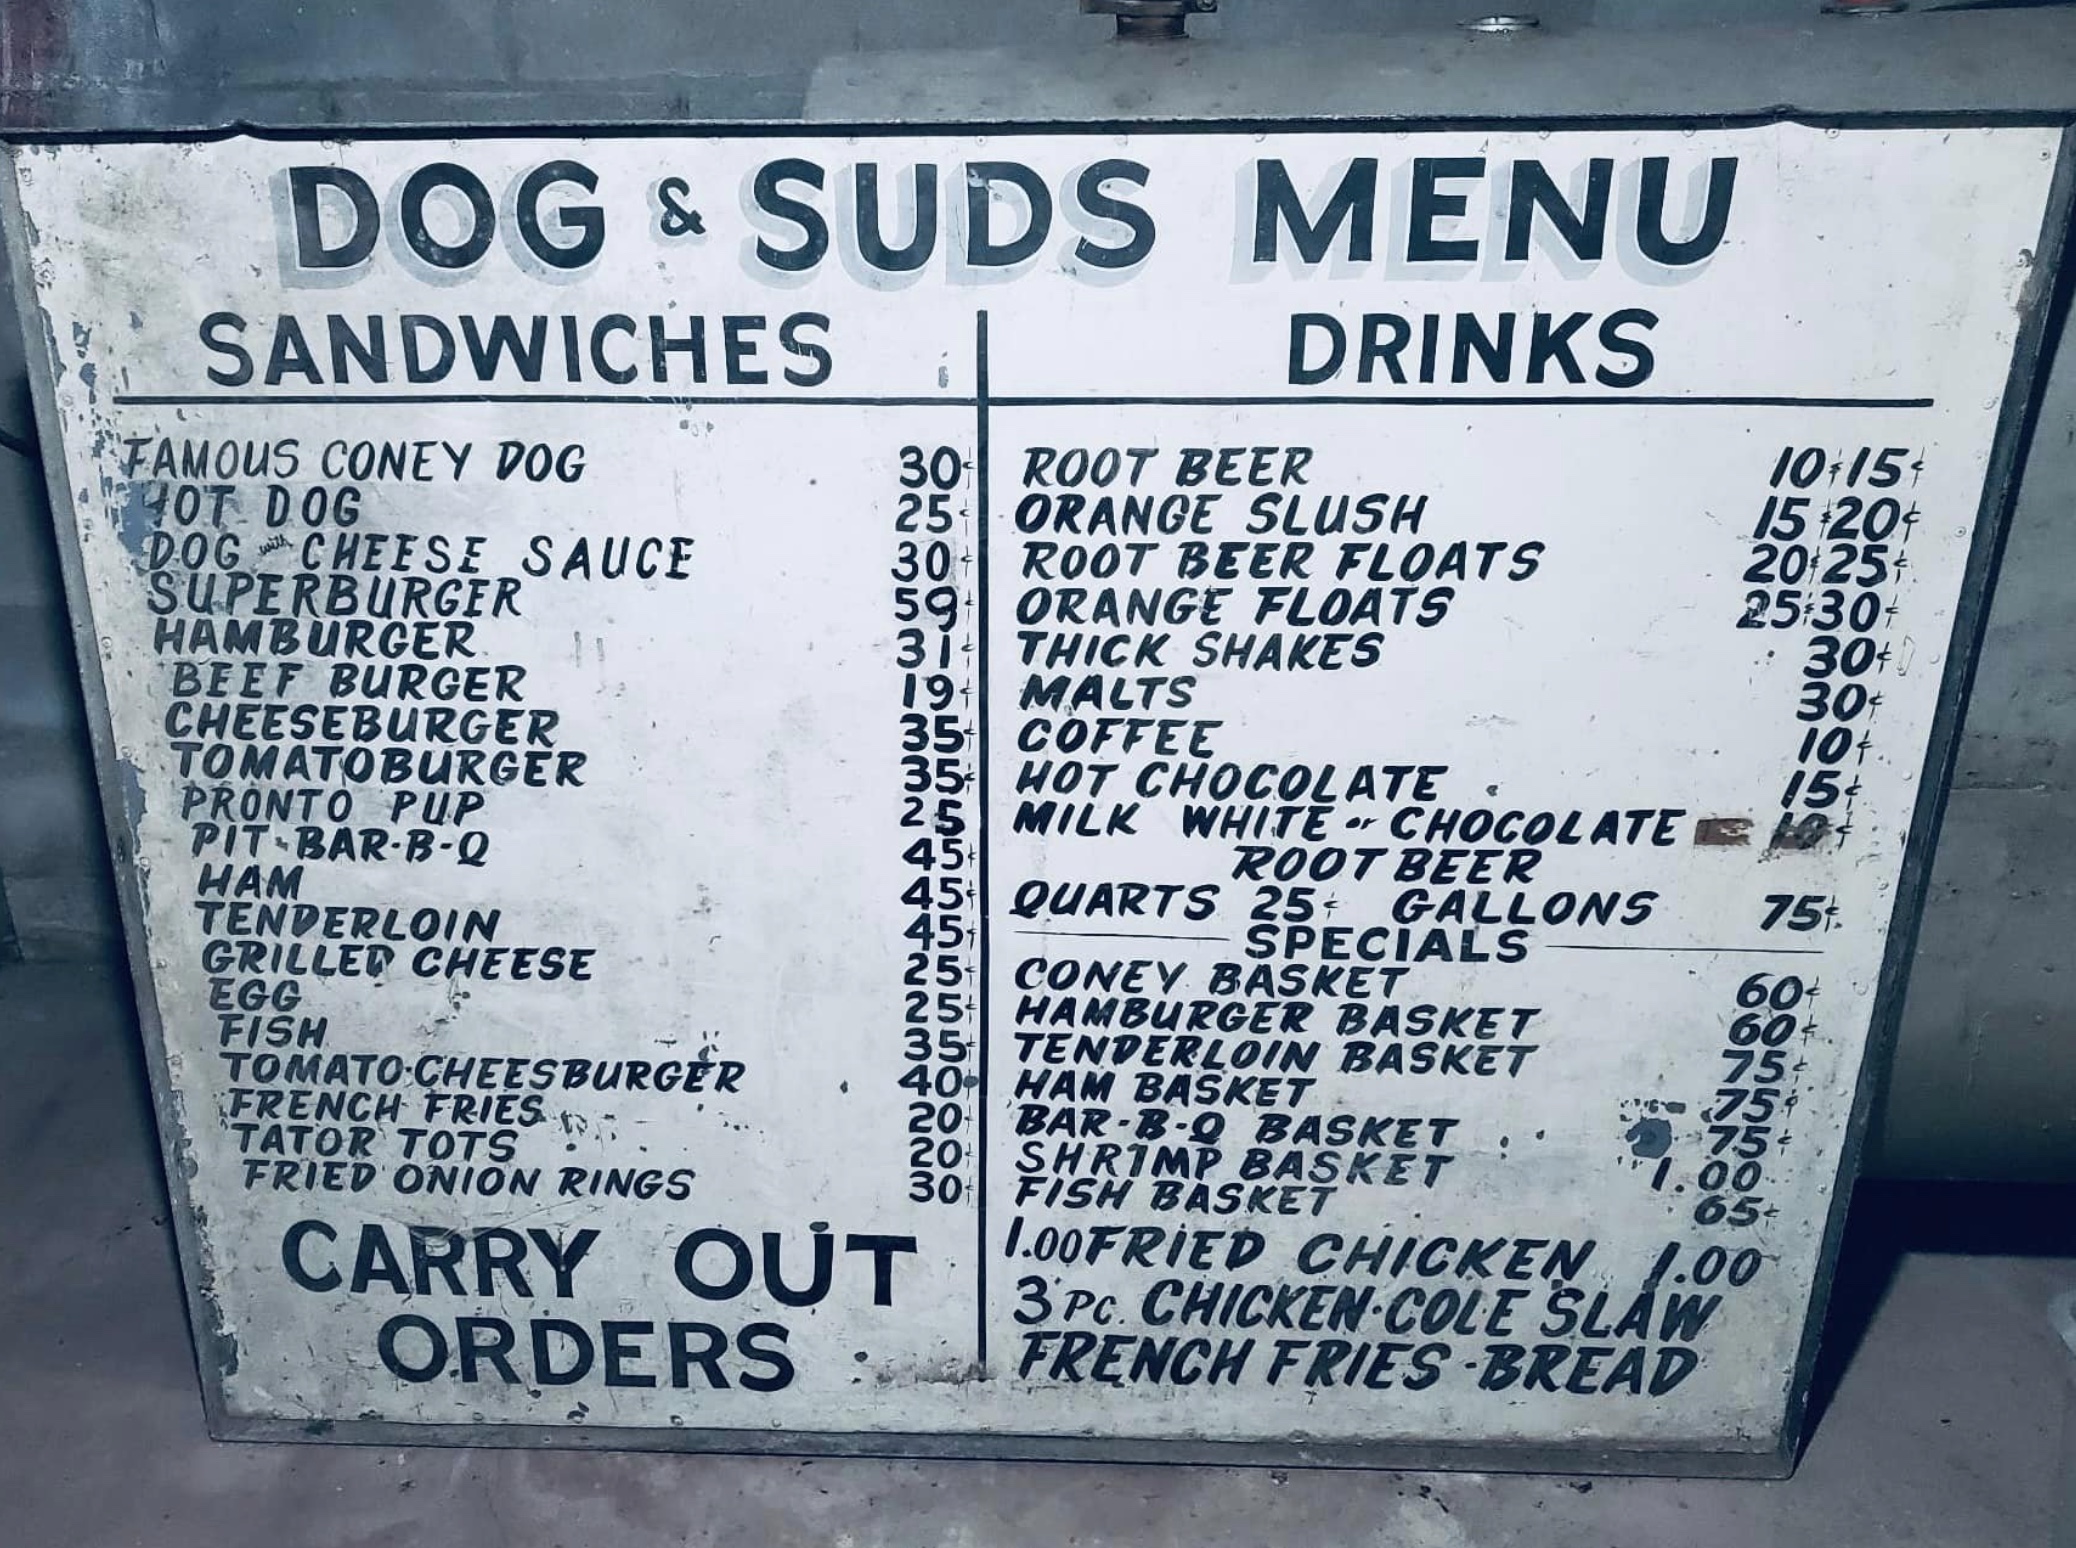 DOG & SUDS MENU
SANDWICHES
FAMOUS CONEY DOG 30¢
HOT DOG 25¢
DOG with CHEESE SAUCE 30¢
SUPERBURGER 59¢
HAMBURGER 31¢
BEEF BURGER 19¢
CHEESEBURGER 35¢
TOMATOBURGER 35¢
PRONTO PUP 25
PIT-BAR-B-Q 45¢
HAM 45¢
TENDERLOIN 45¢
GRILLED CHEESE 25¢
EGG 25¢
FISH 35¢
TOMATO·CHEESBURGER 40¢
FRENCH FRIES 20¢
TATOR TOTS 20¢
FRIED ONION RINGS 30¢
CARRY OUT
ORDERS
DRINKS
ROOT BEER 10¢15¢
ORANGE SLUSH 15¢20¢
ROOT BEER FLOATS 20¢25¢
ORANGE FLOATS 25¢30¢
THICK SHAKES 30¢
MALTS 30¢
COFFEE 10¢
HOT CHOCOLATE 15¢
MILK WHITE or CHOCOLATE 10¢
ROOT BEER
QUARTS 25¢ GALLONS 75¢
SPECIALS
CONEY BASKET 60¢
HAMBURGER BASKET 60¢
TENDERLOIN BASKET 75¢
HAM BASKET 75¢
BAR-B-Q BASKET 75¢
SHRIMP BASKET 1.00
FISH BASKET 65¢
1.00 FRIED CHICKEN 1.00
3 PC. CHICKEN·COLE SLAW
FRENCH FRIES·BREAD